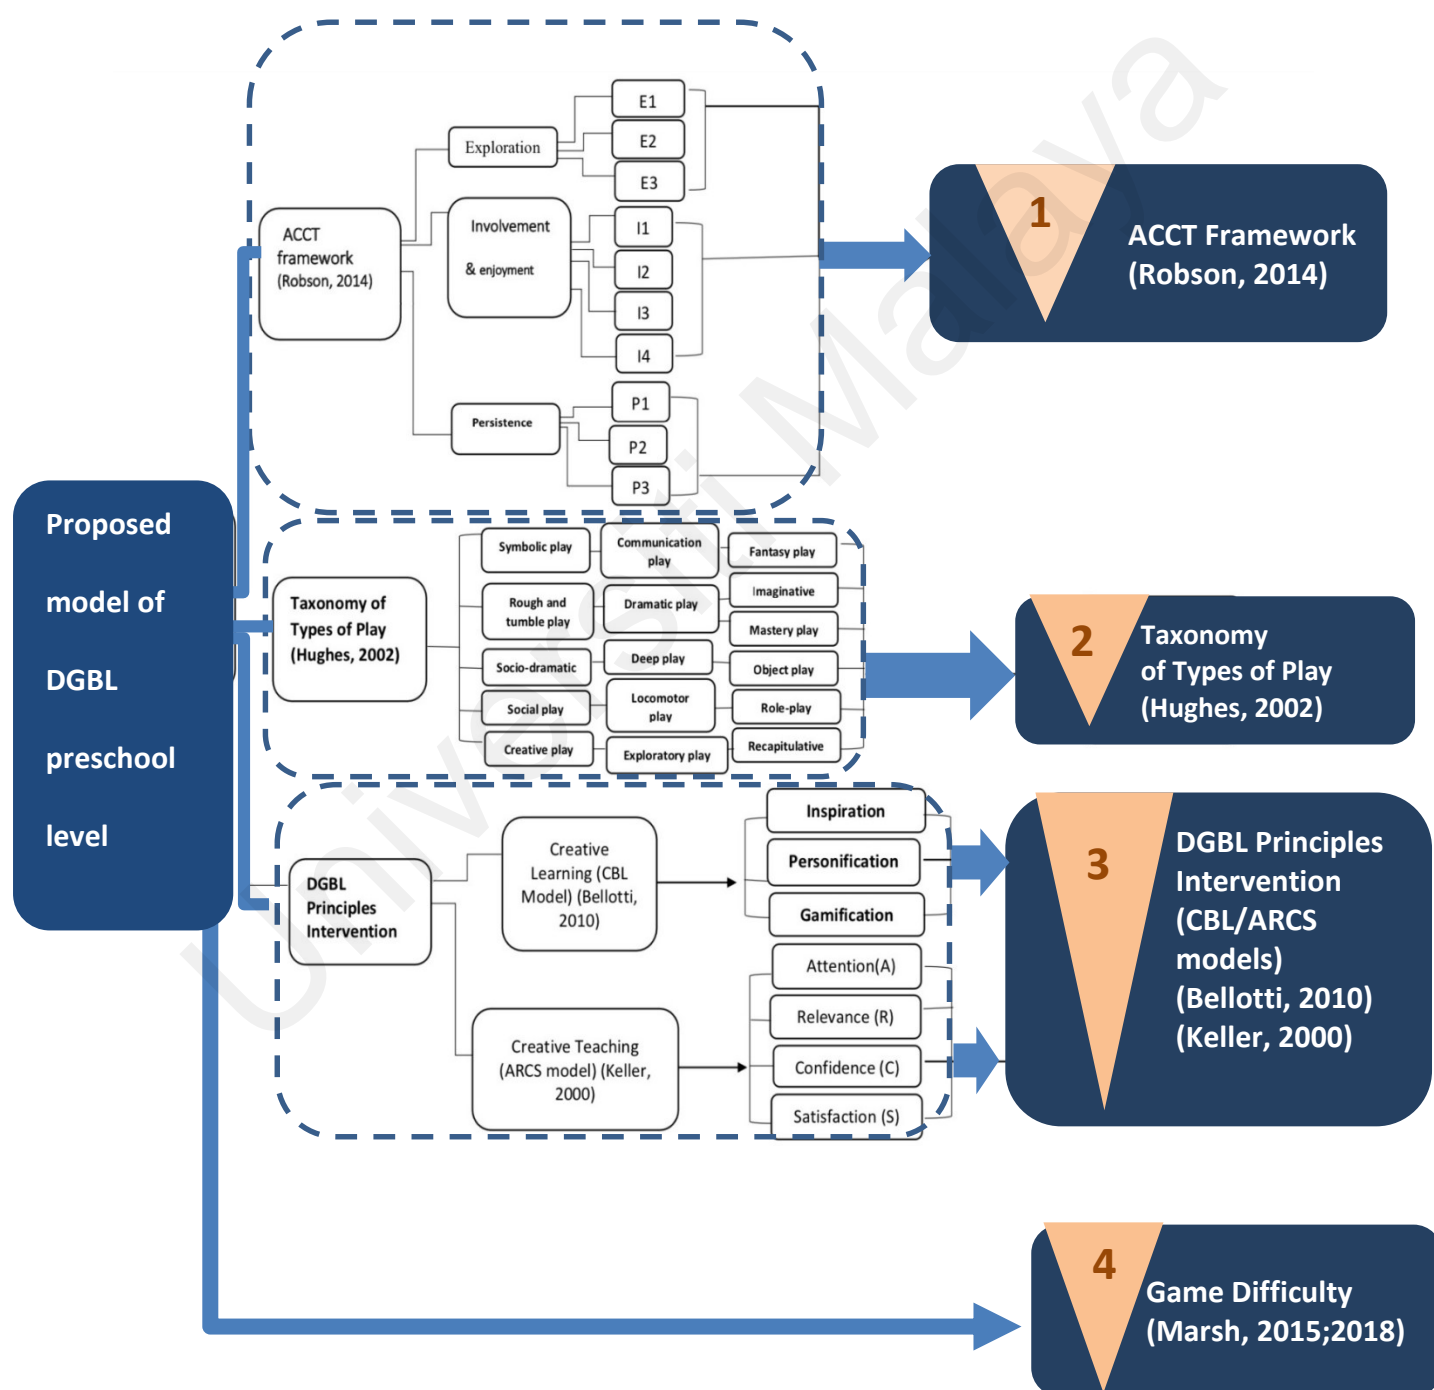 Proposed
model of
DGBL
preschool
level
ACCT
framework
(Robson, 2014)
Exploration
E1
E2
E3
Involvement
& enjoyment
I1
I2
I3
I4
Persistence
P1
P2
P3
1
ACCT Framework
(Robson, 2014)
Taxonomy of
Types of Play
(Hughes, 2002)
Symbolic play
Communication
play
Fantasy play
Rough and
tumble play
Dramatic play
Imaginative
Mastery play
Socio-dramatic
Deep play
Object play
Social play
Locomotor
play
Role-play
Creative play
Exploratory play
Recapitulative
2
Taxonomy
of Types of Play
(Hughes, 2002)
DGBL
Principles
Intervention
Creative
Learning (CBL
Model) (Bellotti,
2010)
Inspiration
Personification
Gamification
Creative Teaching
(ARCS model) (Keller,
2000)
Attention(A)
Relevance (R)
Confidence (C)
Satisfaction (S)
3
DGBL Principles
Intervention
(CBL/ARCS
models)
(Bellotti, 2010)
(Keller, 2000)
4
Game Difficulty
(Marsh, 2015;2018)
Universiti Malaya